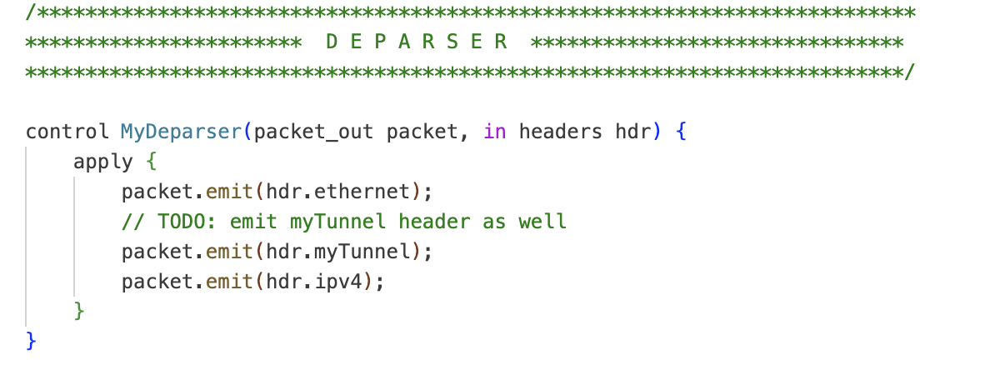 /*************************************************************************
***********************  D E P A R S E R  *******************************
*************************************************************************/
control MyDeparser(packet_out packet, in headers hdr) {
    apply {
        packet.emit(hdr.ethernet);
        // TODO: emit myTunnel header as well
        packet.emit(hdr.myTunnel);
        packet.emit(hdr.ipv4);
    }
}